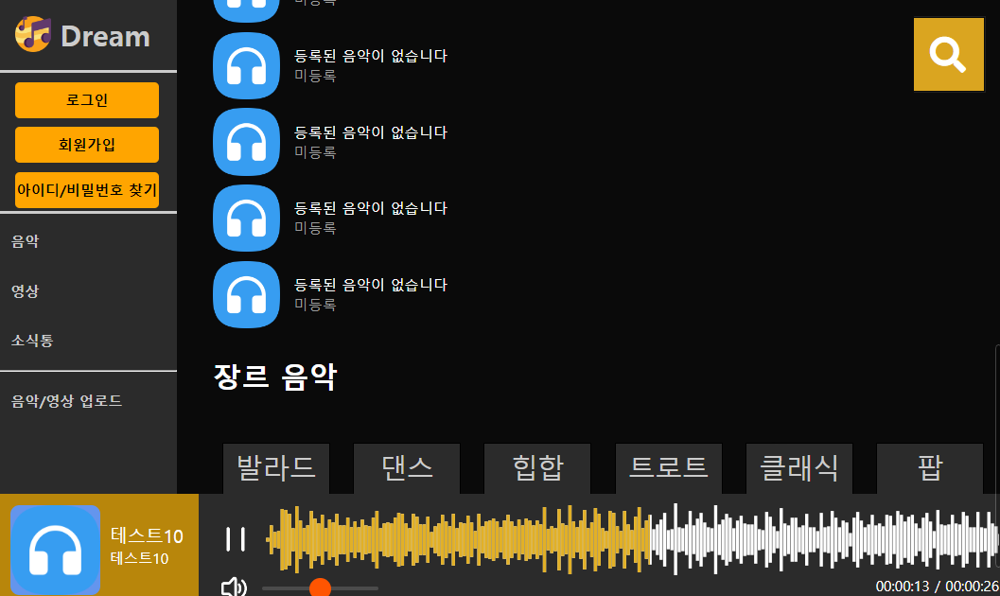 Dream
로그인
회원가입
아이디/비밀번호 찾기
음악
영상
소식통
음악/영상 업로드
미등록
등록된 음악이 없습니다
미등록
등록된 음악이 없습니다
미등록
등록된 음악이 없습니다
미등록
등록된 음악이 없습니다
미등록
장르 음악
발라드
댄스
힙합
트로트
클래식
팝
테스트10
테스트10
00:00:13 / 00:00:26